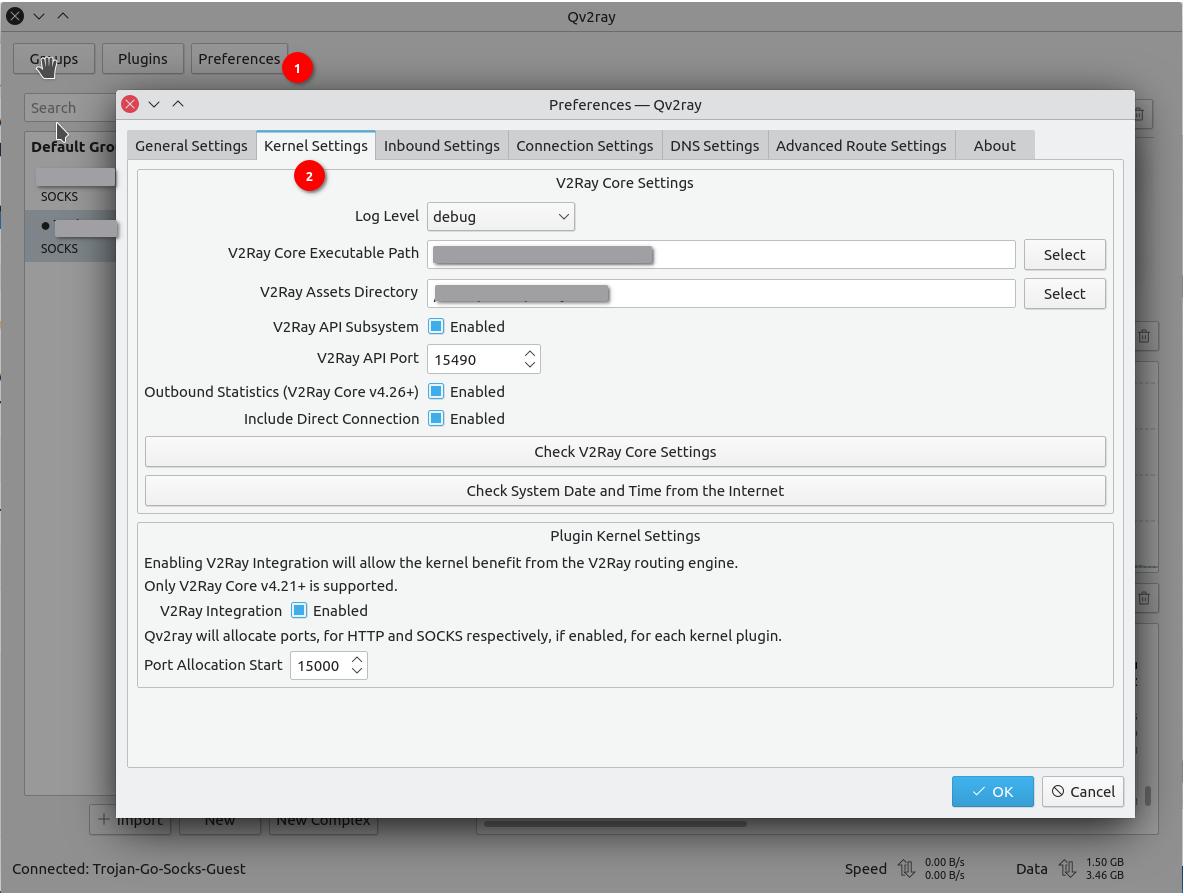 Qv2ray
Groups
Plugins
Preferences
1
Search
Preferences — Qv2ray
General Settings
Kernel Settings
Inbound Settings
Connection Settings
DNS Settings
Advanced Route Settings
About
2
Default Gro
SOCKS
SOCKS
V2Ray Core Settings
Log Level debug
V2Ray Core Executable Path Select
V2Ray Assets Directory Select
V2Ray API Subsystem Enabled
V2Ray API Port 15490
Outbound Statistics (V2Ray Core v4.26+) Enabled
Include Direct Connection Enabled
Check V2Ray Core Settings
Check System Date and Time from the Internet
Plugin Kernel Settings
Enabling V2Ray Integration will allow the kernel benefit from the V2Ray routing engine.
Only V2Ray Core v4.21+ is supported.
V2Ray Integration Enabled
Qv2ray will allocate ports, for HTTP and SOCKS respectively, if enabled, for each kernel plugin.
Port Allocation Start 15000
OK
Cancel
Import
New
New Complex
Connected: Trojan-Go-Socks-Guest
Speed
0.00 B/s
0.00 B/s
Data
1.50 GB
3.46 GB